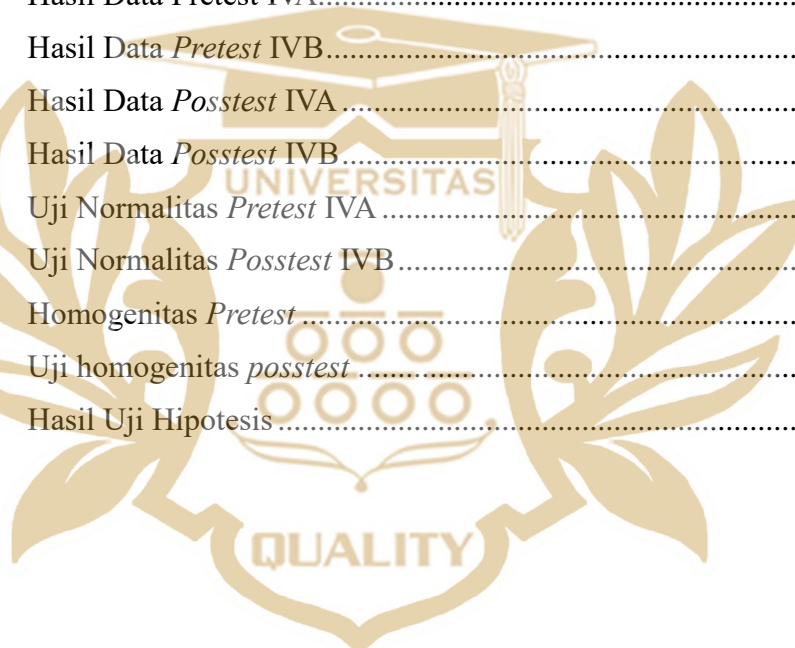 Hasil Data Pretest IVA
Hasil Data Pretest IVB
Hasil Data Posstest IVA
Hasil Data Posstest IVB
UNIVERSITAS
Uji Normalitas Pretest IVA
Uji Normalitas Posstest IVB
Homogenitas Pretest
Uji homogenitas posstest
Hasil Uji Hipotesis
QUALITY